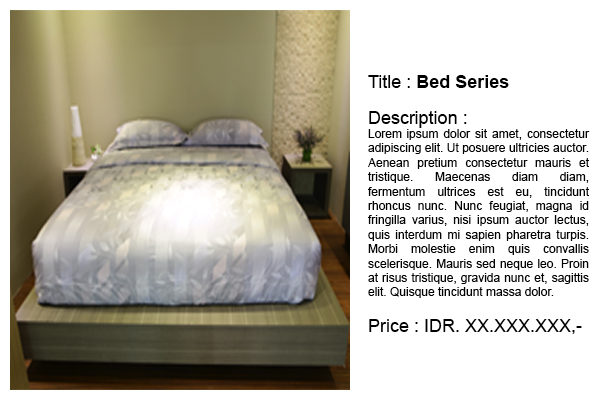 Title : Bed Series
Description :
Lorem ipsum dolor sit amet, consectetur
adipiscing elit. Ut posuere ultricies auctor.
Aenean pretium consectetur mauris et
tristique. Maecenas diam diam,
fermentum ultrices est eu, tincidunt
rhoncus nunc. Nunc feugiat, magna id
fringilla varius, nisi ipsum auctor lectus,
quis interdum mi sapien pharetra turpis.
Morbi molestie enim quis convallis
scelerisque. Mauris sed neque leo. Proin
at risus tristique, gravida nunc et, sagittis
elit. Quisque tincidunt massa dolor.
Price : IDR. XX.XXX.XXX,-